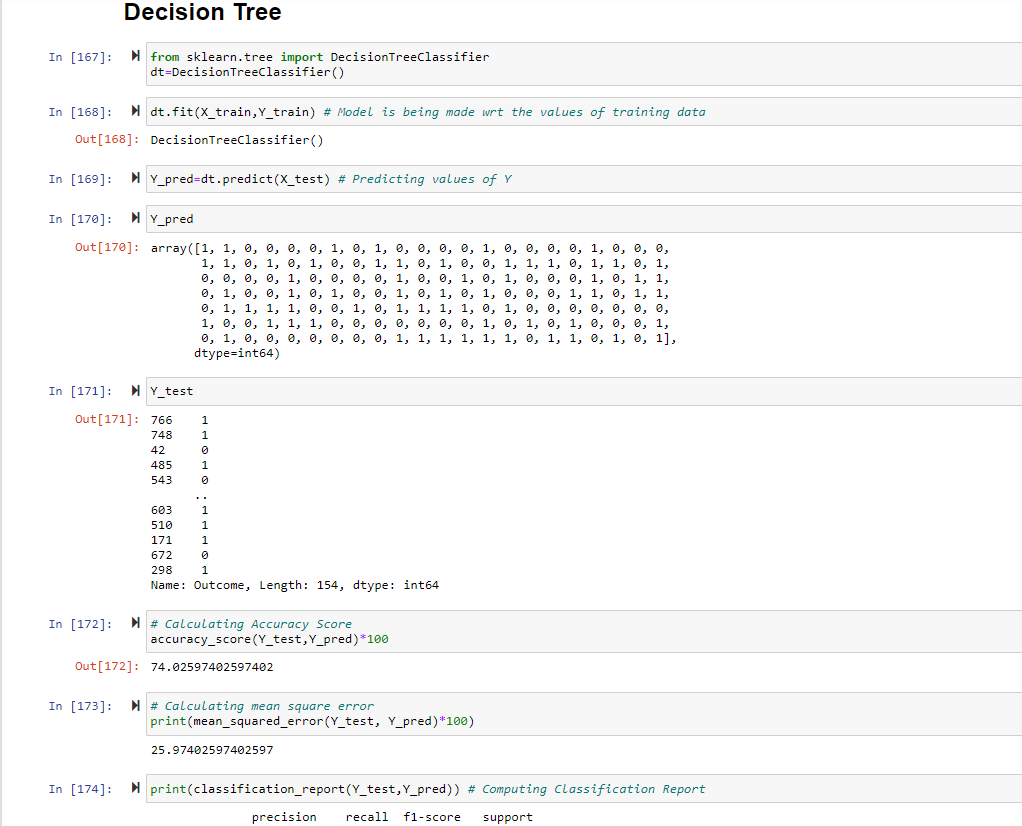 Decision Tree
In [167]: from sklearn.tree import DecisionTreeClassifier
dt=DecisionTreeClassifier()
In [168]: dt.fit(X_train,Y_train) # Model is being made wrt the values of training data
Out[168]: DecisionTreeClassifier()
In [169]: Y_pred=dt.predict(X_test) # Predicting values of Y
In [170]: Y_pred
Out[170]: array([1, 1, 0, 0, 0, 0, 1, 0, 1, 0, 0, 0, 0, 1, 0, 0, 0, 0, 1, 0, 0, 0,
1, 1, 0, 1, 0, 1, 0, 0, 1, 1, 0, 1, 0, 0, 1, 1, 1, 0, 1, 1, 0, 1,
0, 0, 0, 0, 1, 0, 0, 0, 0, 1, 0, 0, 1, 0, 1, 0, 0, 0, 1, 0, 1, 1,
0, 1, 0, 0, 1, 0, 1, 0, 0, 1, 0, 1, 0, 1, 0, 0, 0, 1, 1, 0, 1, 1,
0, 1, 1, 1, 1, 0, 0, 1, 0, 1, 1, 1, 1, 0, 1, 0, 0, 0, 0, 0, 0, 0,
1, 0, 0, 1, 1, 1, 0, 0, 0, 0, 0, 0, 0, 1, 0, 1, 0, 1, 0, 0, 0, 1,
0, 1, 0, 0, 0, 0, 0, 0, 0, 1, 1, 1, 1, 1, 1, 0, 1, 1, 0, 1, 0, 1],
dtype=int64)
In [171]: Y_test
Out[171]: 766 1
748 1
42 0
485 1
543 0
..
603 1
510 1
171 1
672 0
298 1
Name: Outcome, Length: 154, dtype: int64
In [172]: # Calculating Accuracy Score
accuracy_score(Y_test,Y_pred)*100
Out[172]: 74.02597402597402
In [173]: # Calculating mean square error
print(mean_squared_error(Y_test, Y_pred)*100)
25.97402597402597
In [174]: print(classification_report(Y_test,Y_pred)) # Computing Classification Report
precision recall f1-score support